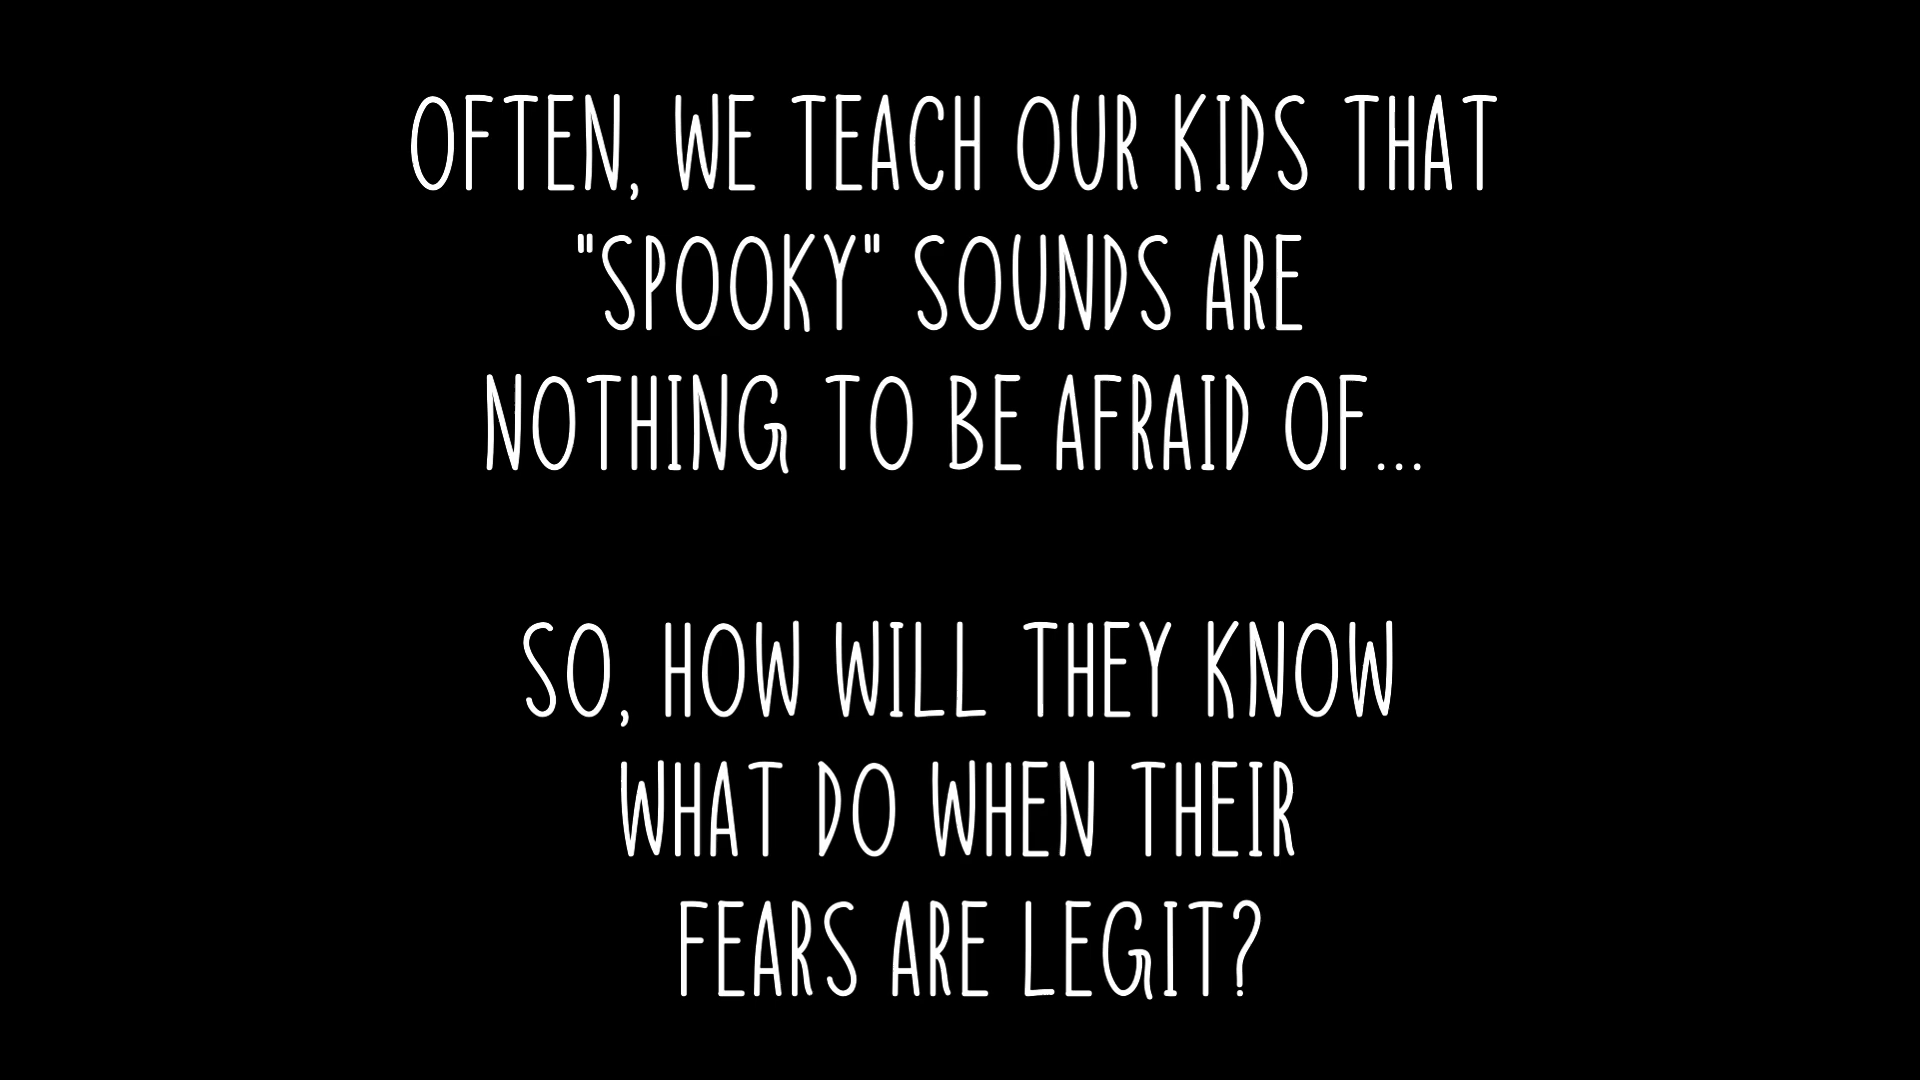 OFTEN, WE TEACH OUR KIDS THAT
"SPOOKY" SOUNDS ARE
NOTHING TO BE AFRAID OF...
SO, HOW WILL THEY KNOW
WHAT DO WHEN THEIR
FEARS ARE LEGIT?